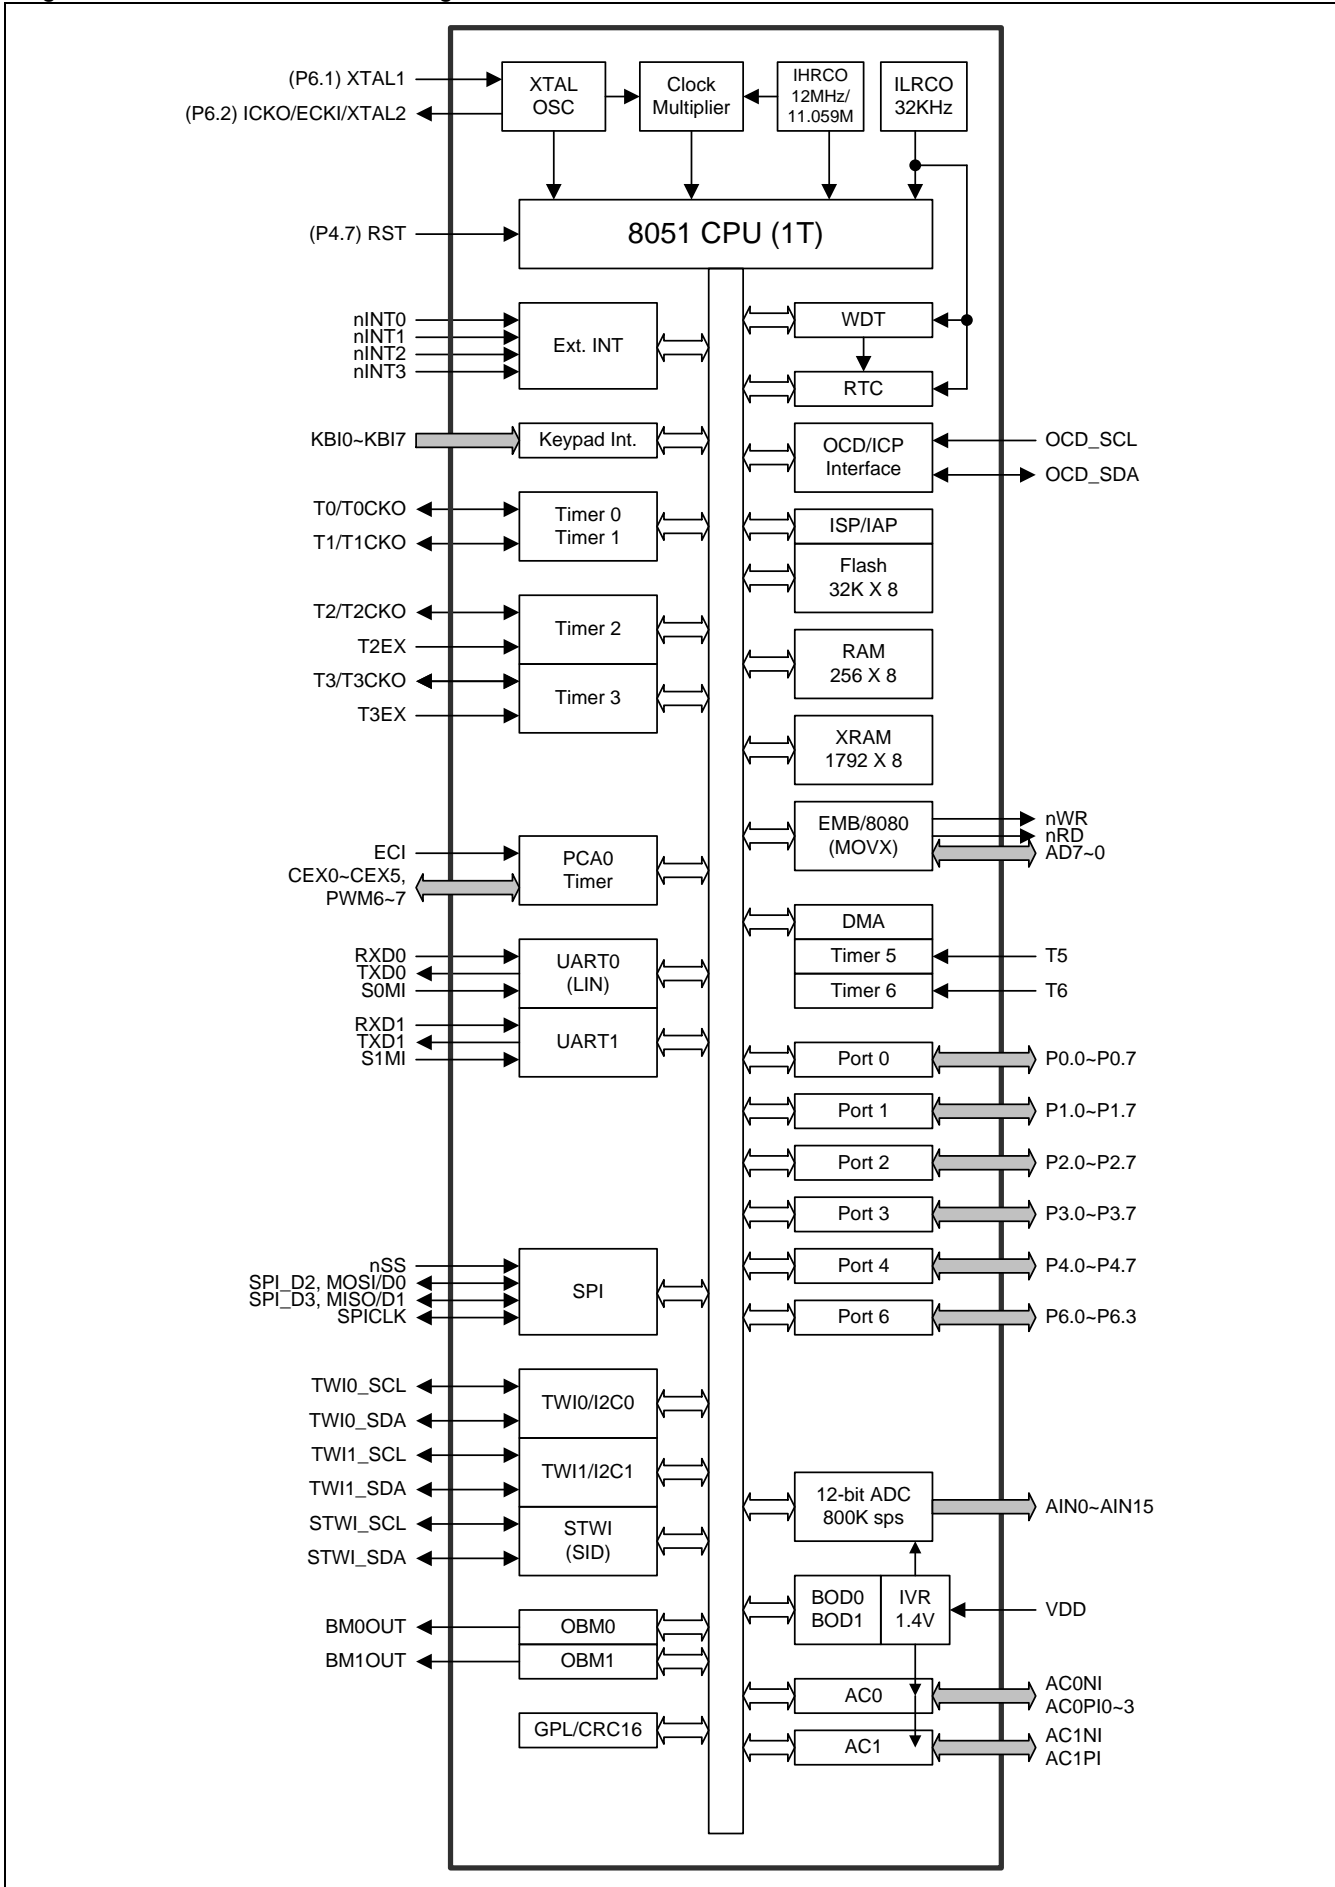 (P6.1) XTAL1
(P6.2) ICKO/ECKI/XTAL2
XTAL
OSC
Clock
Multiplier
IHRCO
12MHz/
11.059M
ILRCO
32KHz
(P4.7) RST
8051 CPU (1T)
nINT0
nINT1
nINT2
nINT3
Ext. INT
WDT
RTC
KBI0~KBI7
Keypad Int.
OCD/ICP
Interface
OCD_SCL
OCD_SDA
T0/T0CKO
T1/T1CKO
Timer 0
Timer 1
ISP/IAP
Flash
32K X 8
T2/T2CKO
T2EX
Timer 2
T3/T3CKO
T3EX
Timer 3
RAM
256 X 8
XRAM
1792 X 8
EMB/8080
(MOVX)
nWR
nRD
AD7~0
ECI
CEX0~CEX5,
PWM6~7
PCA0
Timer
DMA
Timer 5
T5
Timer 6
T6
RXD0
TXD0
S0MI
UART0
(LIN)
RXD1
TXD1
S1MI
UART1
Port 0
P0.0~P0.7
Port 1
P1.0~P1.7
Port 2
P2.0~P2.7
Port 3
P3.0~P3.7
Port 4
P4.0~P4.7
Port 6
P6.0~P6.3
nSS
SPI_D2, MOSI/D0
SPI_D3, MISO/D1
SPICLK
SPI
TWI0_SCL
TWI0_SDA
TWI0/I2C0
TWI1_SCL
TWI1_SDA
TWI1/I2C1
STWI_SCL
STWI_SDA
STWI
(SID)
12-bit ADC
800K sps
AIN0~AIN15
BOD0
BOD1
IVR
1.4V
VDD
BM0OUT
OBM0
BM1OUT
OBM1
AC0
AC0NI
AC0PI0~3
GPL/CRC16
AC1
AC1NI
AC1PI